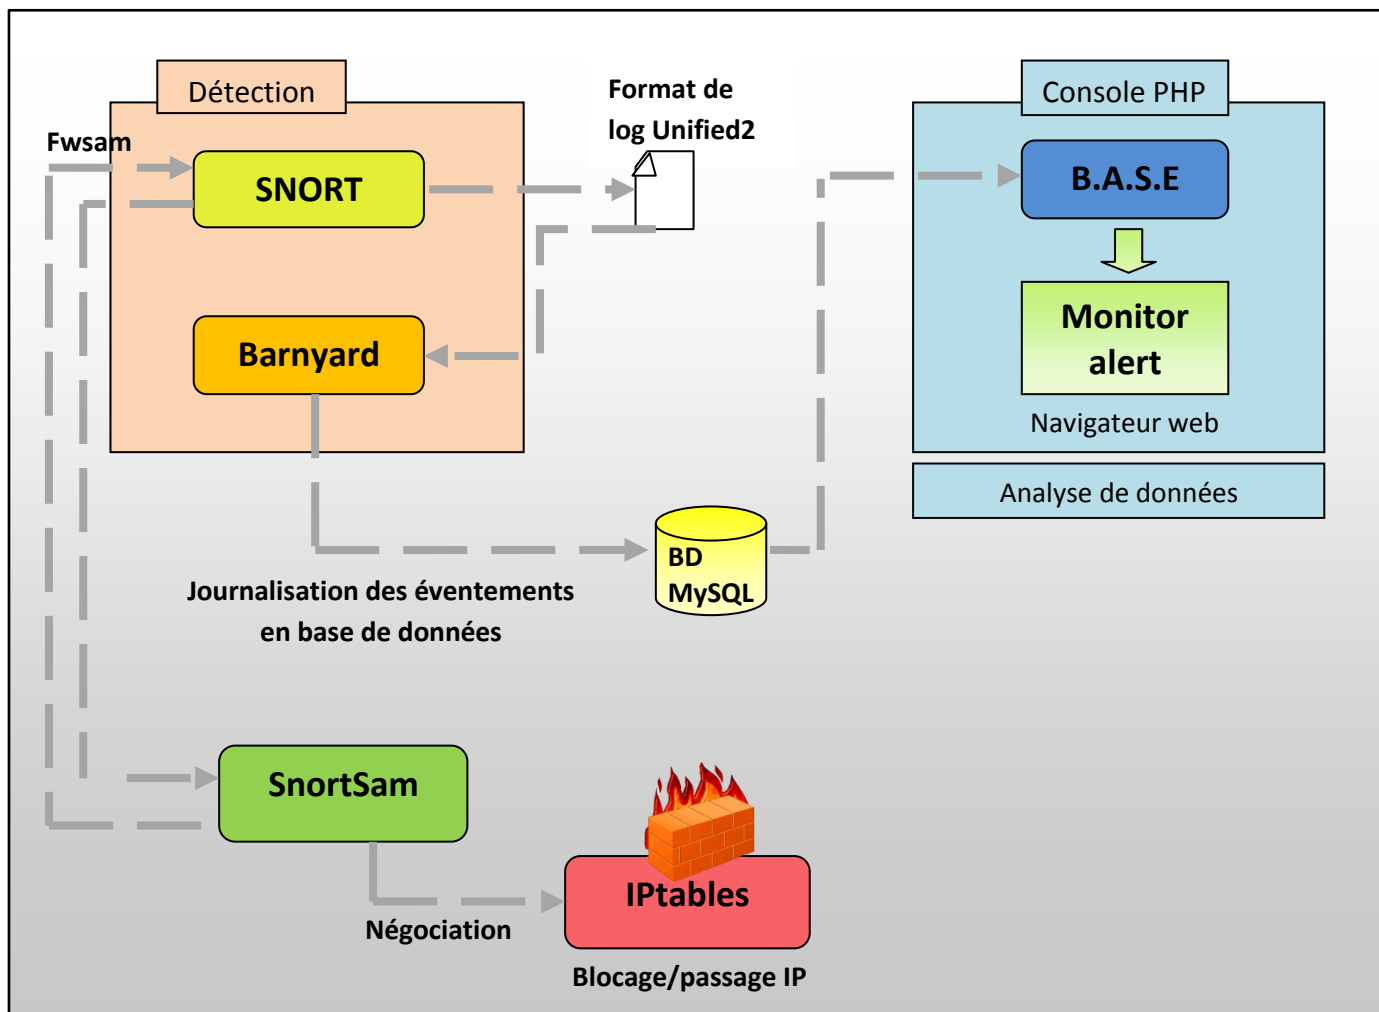 Détection
Format de
log Unified2
Console PHP
Fwsam
SNORT
B.A.S.E
Barnyard
Monitor
alert
Navigateur web
Analyse de données
BD
MySQL
Journalisation des éventements
en base de données
SnortSam
IPtables
Négociation
Blocage/passage IP